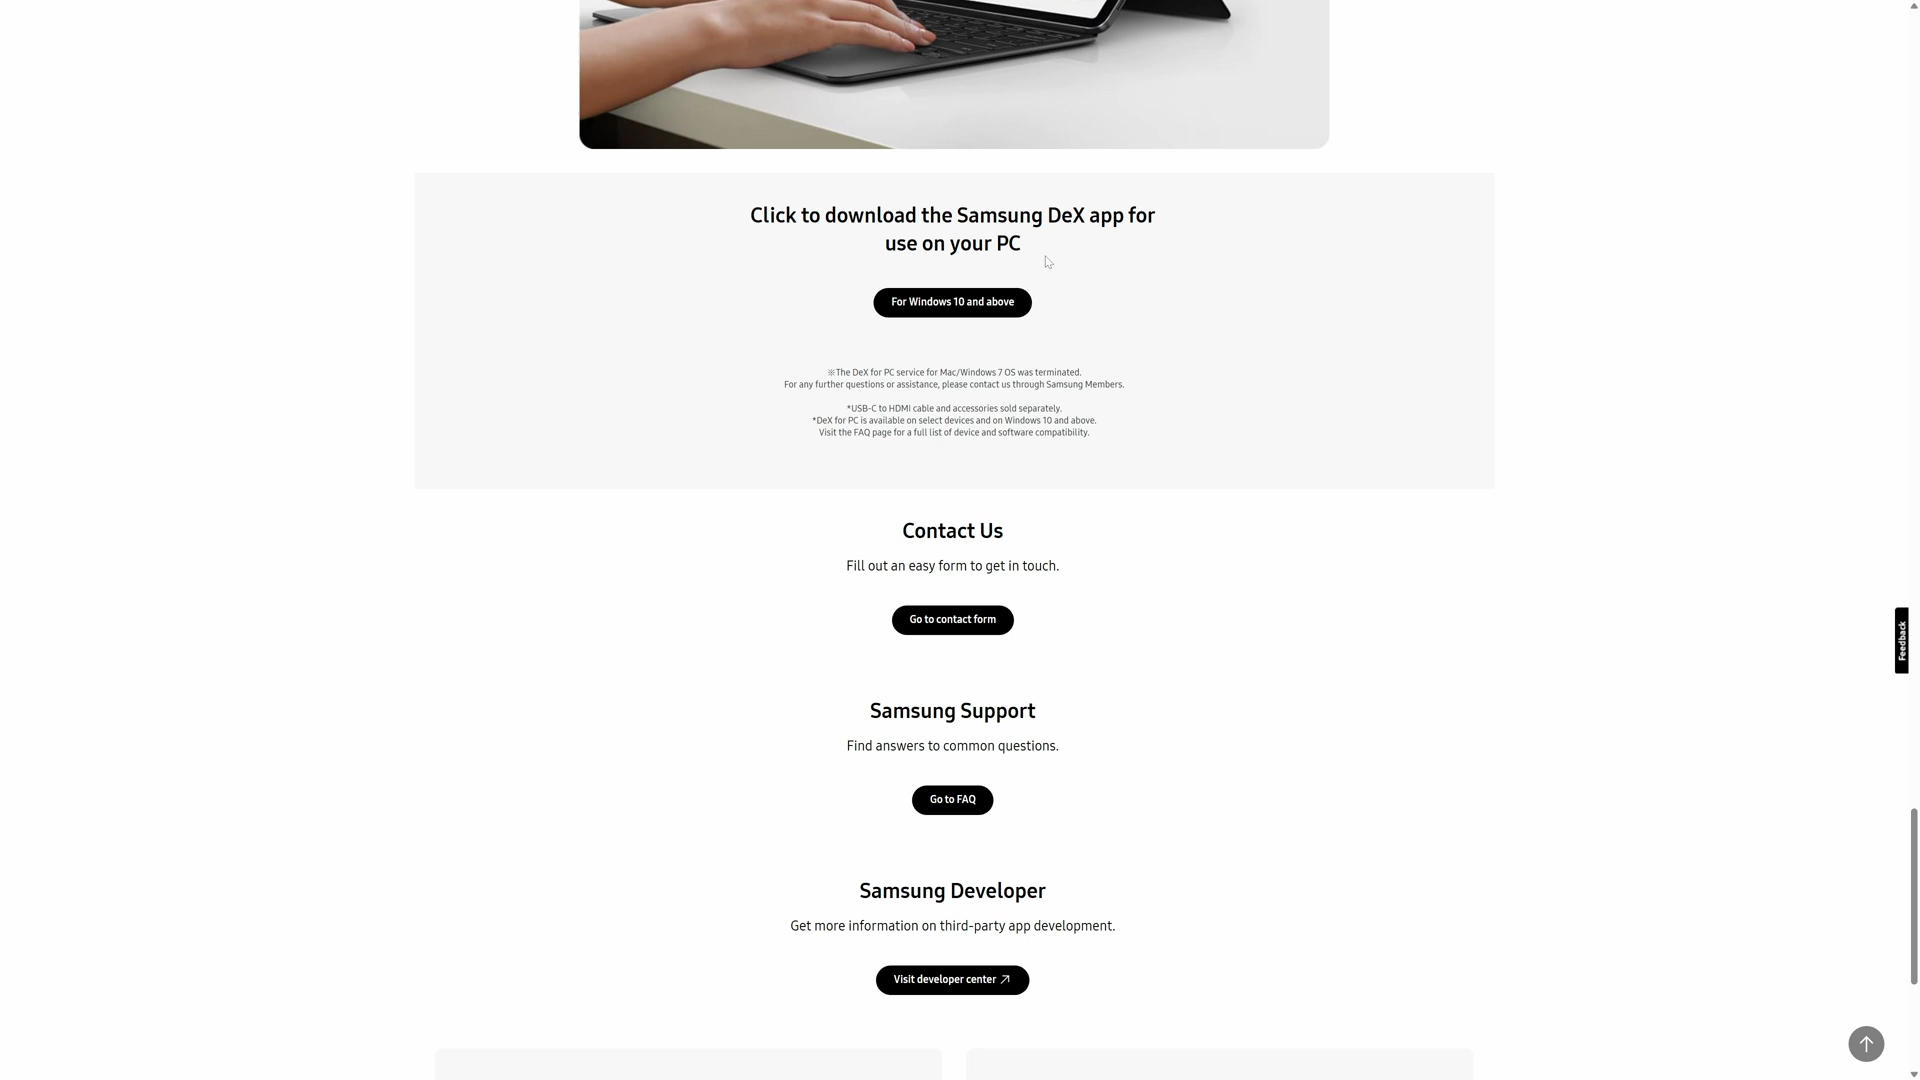 Click to download the Samsung DeX app for
use on your PC
For Windows 10 and above
※The DeX for PC service for Mac/Windows 7 OS was terminated.
For any further questions or assistance, please contact us through Samsung Members.
*USB-C to HDMI cable and accessories sold separately.
*DeX for PC is available on select devices and on Windows 10 and above.
Visit the FAQ page for a full list of device and software compatibility.
Contact Us
Fill out an easy form to get in touch.
Go to contact form
Feedback
Samsung Support
Find answers to common questions.
Go to FAQ
Samsung Developer
Get more information on third-party app development.
Visit developer center